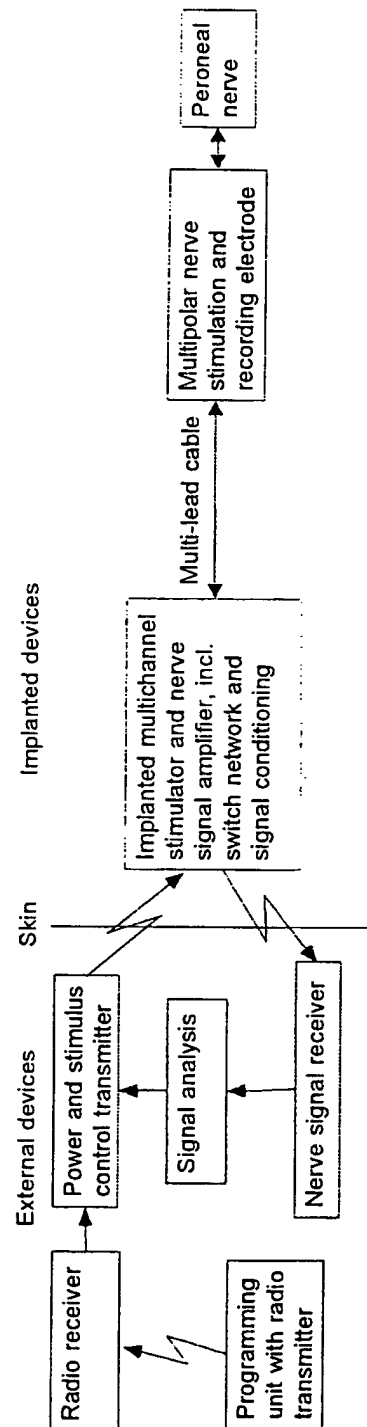 External devices
Skin
Implanted devices
Radio receiver
Programming
unit with radio
transmitter
Power and stimulus
control transmitter
Signal analysis
Nerve signal receiver
Implanted multichannel
stimulator and nerve
signal amplifier, incl.
switch network and
signal conditioning
Multi-lead cable
Multipolar nerve
stimulation and
recording electrode
Peroneal
nerve